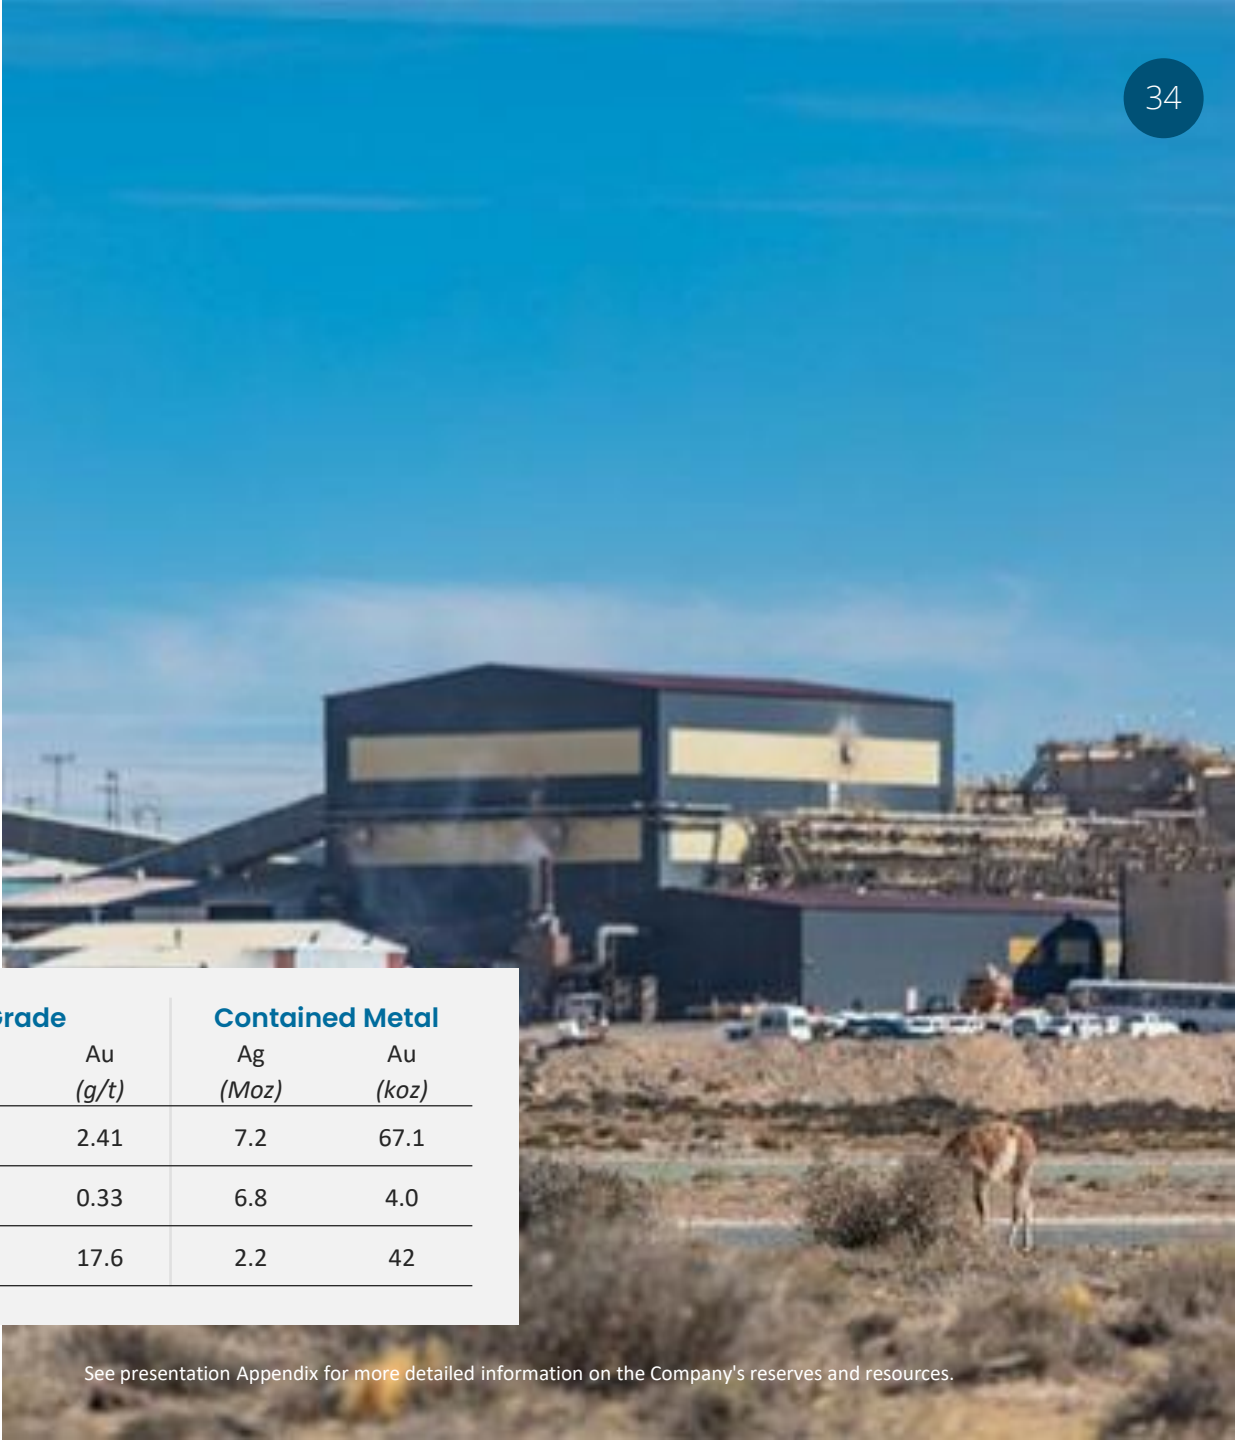 34
Grade Contained Metal
Au Ag Au
(g/t) (Moz) (koz)
2.41 7.2 67.1
0.33 6.8 4.0
17.6 2.2 42
See presentation Appendix for more detailed information on the Company's reserves and resources.